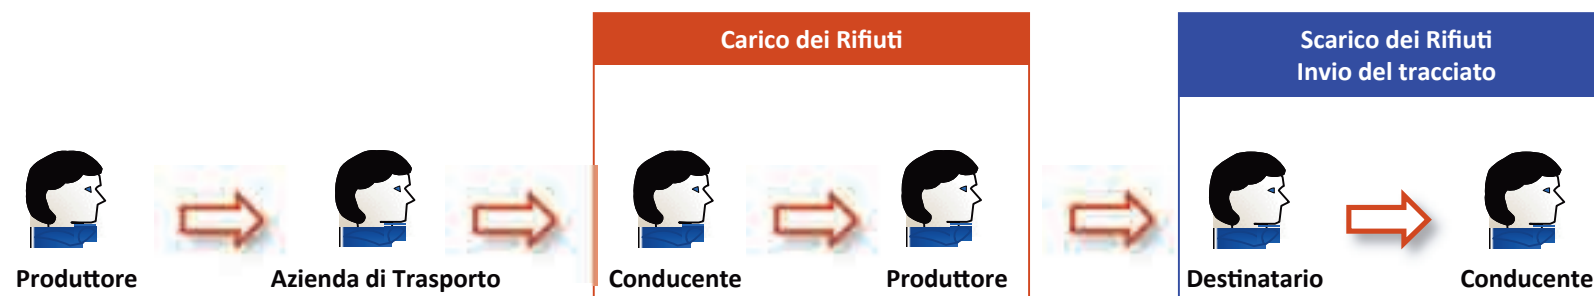 Carico dei Rifiuti
Scarico dei Rifiuti
Invio del tracciato
Produttore
Azienda di Trasporto
Conducente
Produttore
Destinatario
Conducente